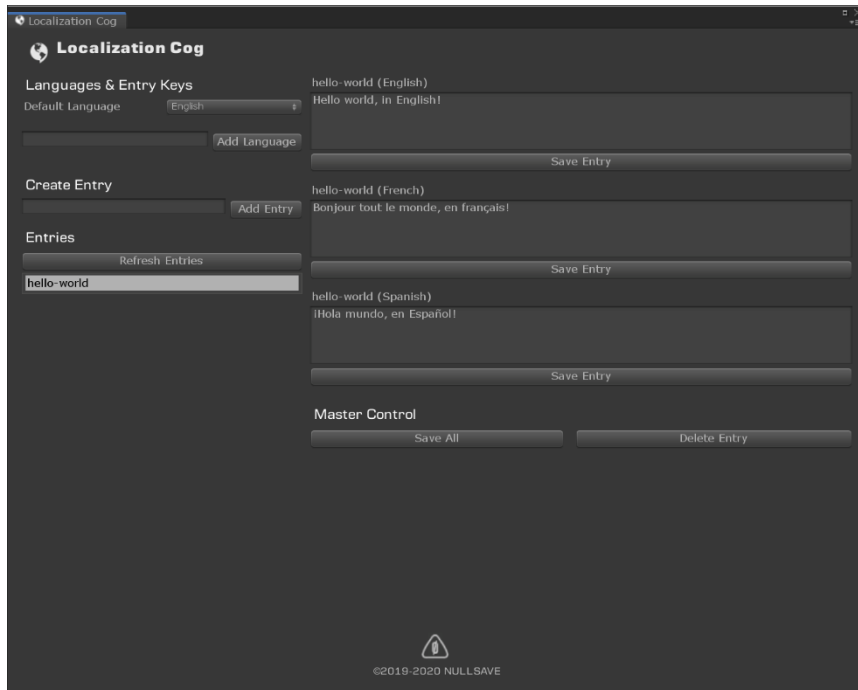 Localization Cog
Localization Cog
Languages & Entry Keys
Default Language English
Add Language
Create Entry
Add Entry
Entries
Refresh Entries
hello-world
hello-world (English)
Hello world, in English!
Save Entry
hello-world (French)
Bonjour tout le monde, en français!
Save Entry
hello-world (Spanish)
¡Hola mundo, en Español!
Save Entry
Master Control
Save All Delete Entry
©2019-2020 NULLSAVE